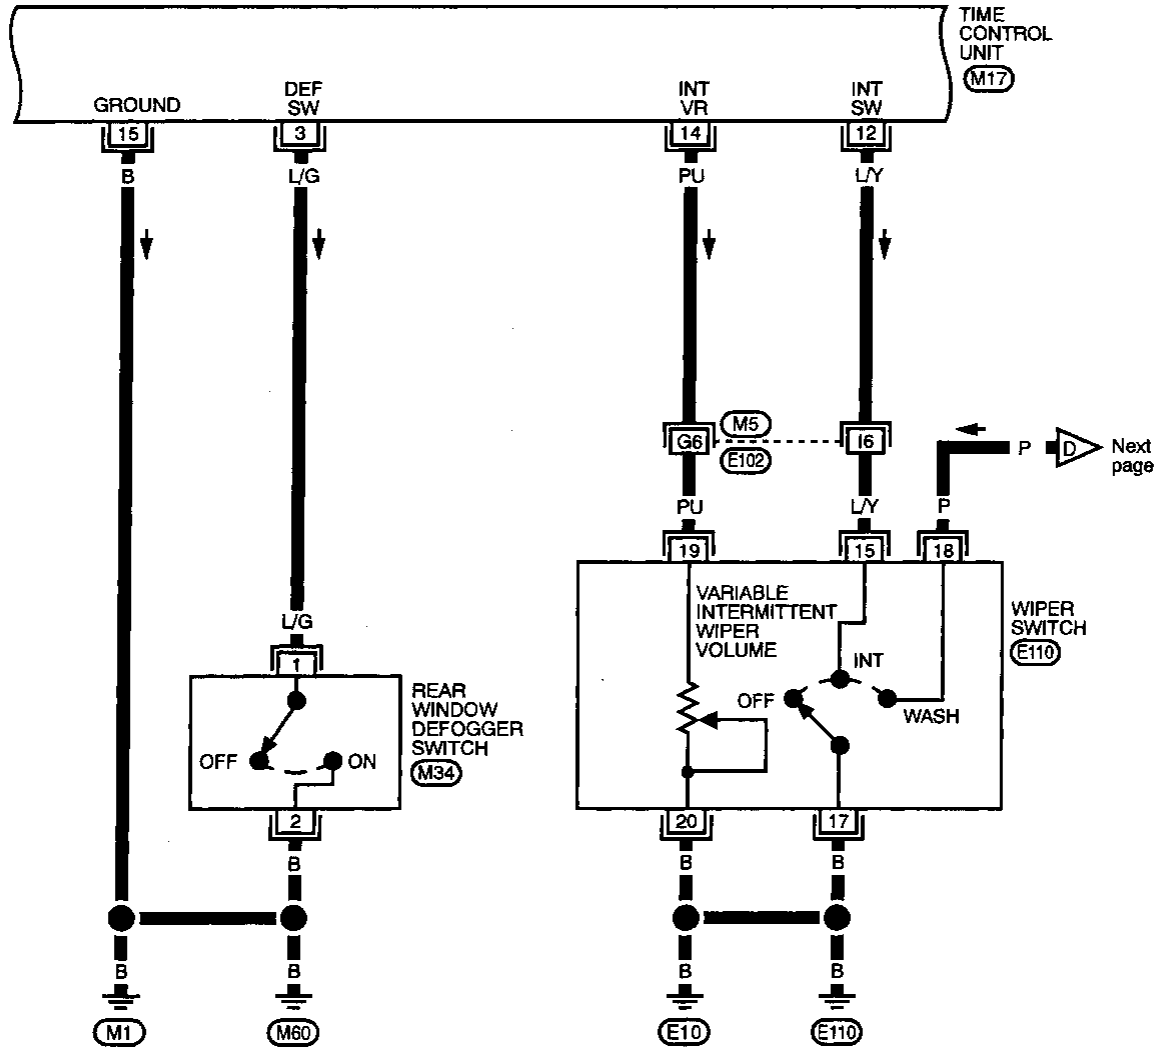 TIME
CONTROL
UNIT
M17
GROUND
DEF
SW
INT
VR
INT
SW
15
3
14
12
B
L/G
PU
L/Y
G6
M5
E102
I6
P
D
Next
page
PU
L/Y
P
19
15
18
VARIABLE
INTERMITTENT
WIPER
VOLUME
WIPER
SWITCH
E110
INT
OFF
WASH
L/G
1
REAR
WINDOW
DEFOGGER
SWITCH
M34
OFF
ON
2
20
17
B
B
B
B
B
B
B
M1
M60
E10
E110